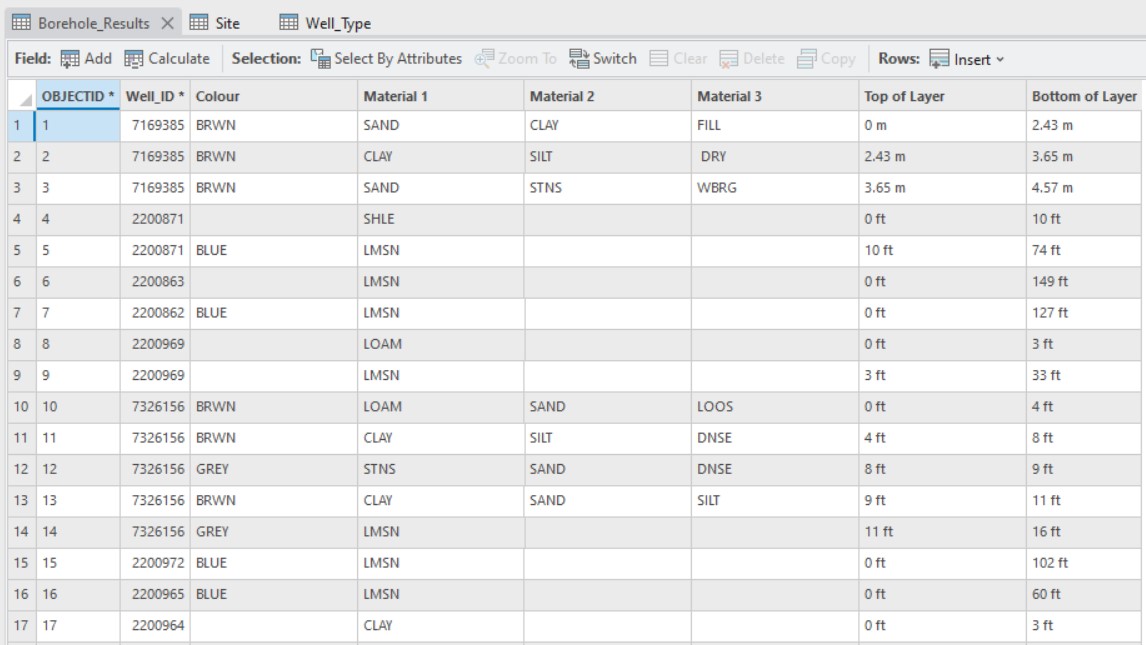 Borehole_Results Site Well_Type
Field: Add Calculate Selection: Select By Attributes Zoom To Switch Clear Delete Copy Rows: Insert
OBJECTID * Well_ID * Colour Material 1 Material 2 Material 3 Top of Layer Bottom of Layer
1 1 7169385 BRWN SAND CLAY FILL 0 m 2.43 m
2 2 7169385 BRWN CLAY SILT DRY 2.43 m 3.65 m
3 3 7169385 BRWN SAND STNS WBRG 3.65 m 4.57 m
4 4 2200871 SHLE 0 ft 10 ft
5 5 2200871 BLUE LMSN 10 ft 74 ft
6 6 2200863 LMSN 0 ft 149 ft
7 7 2200862 BLUE LMSN 0 ft 127 ft
8 8 2200969 LOAM 0 ft 3 ft
9 9 2200969 LMSN 3 ft 33 ft
10 10 7326156 BRWN LOAM SAND LOOS 0 ft 4 ft
11 11 7326156 BRWN CLAY SILT DNSE 4 ft 8 ft
12 12 7326156 GREY STNS SAND DNSE 8 ft 9 ft
13 13 7326156 BRWN CLAY SAND SILT 9 ft 11 ft
14 14 7326156 GREY LMSN 11 ft 16 ft
15 15 2200972 BLUE LMSN 0 ft 102 ft
16 16 2200965 BLUE LMSN 0 ft 60 ft
17 17 2200964 CLAY 0 ft 3 ft